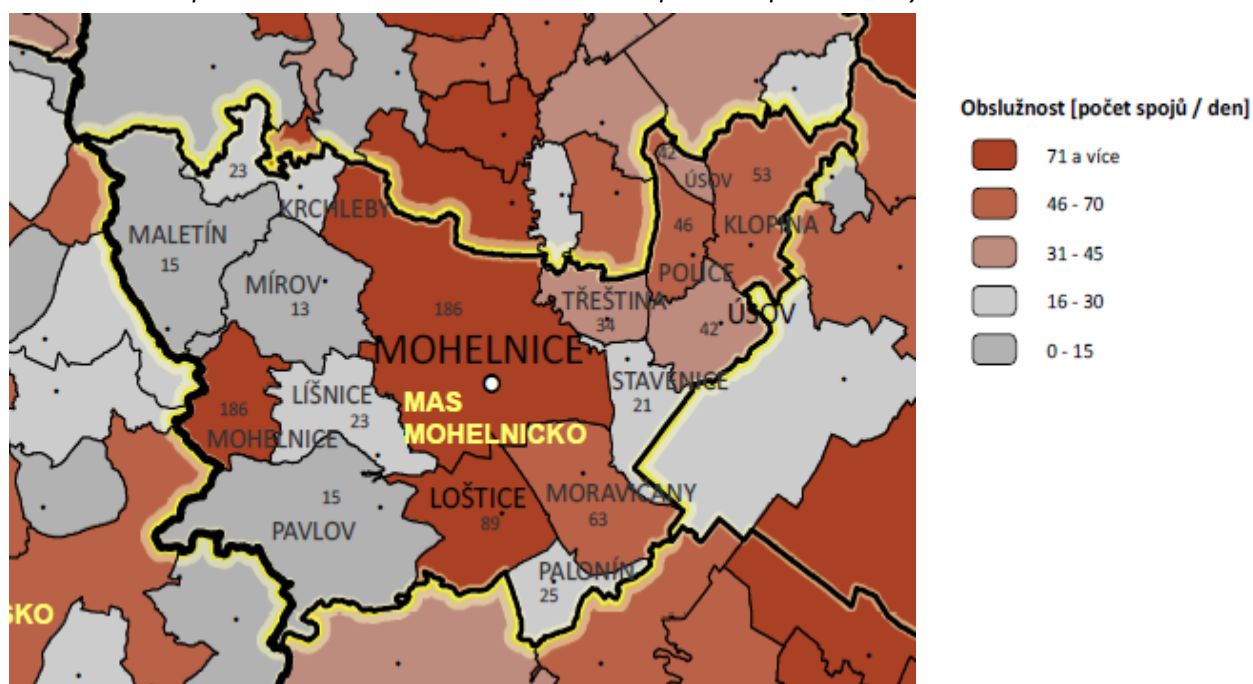 Obslužnost [počet spojů / den]
71 a více
46 - 70
31 - 45
16 - 30
0 - 15
42
ÚSOV
53
23
KRCHLEBY
46
KLOPINA
MALETÍN
15
POLICE
MÍROV
13
TŘEŠTINA
34
186
ÚSOV
42
MOHELNICE
STAVENICE
21
LÍŠNICE
23
186
MOHELNICE
MAS
MOHELNICKO
15
PAVLOV
LOŠTICE
89
MORAVIČANY
63
PALONÍN
25
SKO